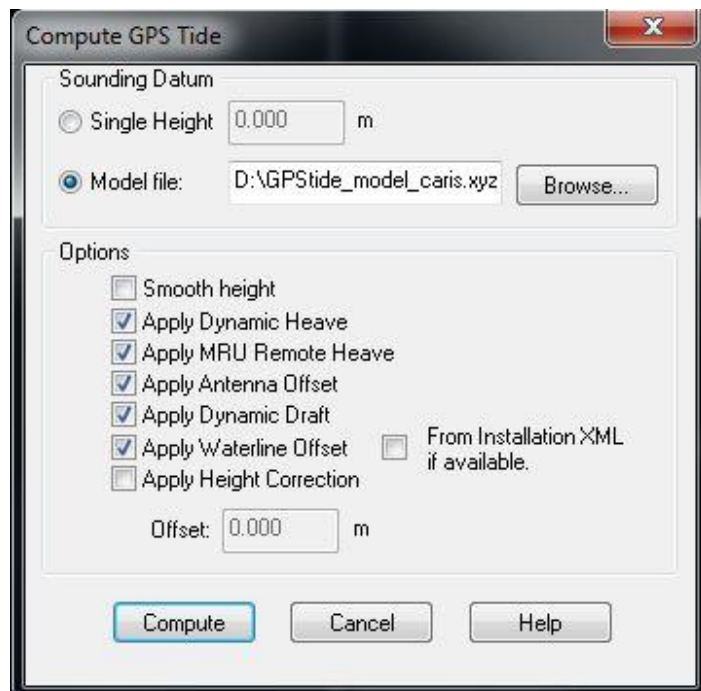 Compute GPS Tide
Sounding Datum
Single Height 0.000 m
Model file: D:\GPStide_model_caris.xyz Browse...
Options
Smooth height
Apply Dynamic Heave
Apply MRU Remote Heave
Apply Antenna Offset
Apply Dynamic Draft
Apply Waterline Offset
From Installation XML
if available.
Apply Height Correction
Offset: 0.000 m
Compute Cancel Help